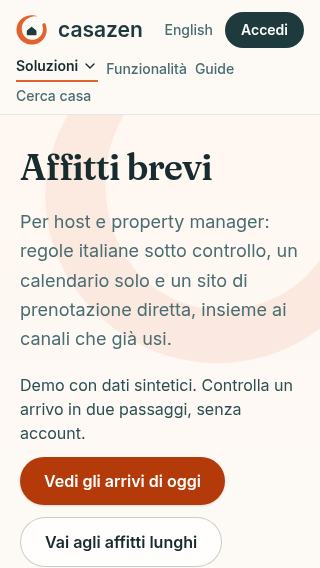 casazen English Accedi
Soluzioni Funzionalità Guide
Cerca casa
Affitti brevi
Per host e property manager:
regole italiane sotto controllo, un
calendario solo e un sito di
prenotazione diretta, insieme ai
canali che già usi.
Demo con dati sintetici. Controlla un
arrivo in due passaggi, senza
account.
Vedi gli arrivi di oggi
Vai agli affitti lunghi